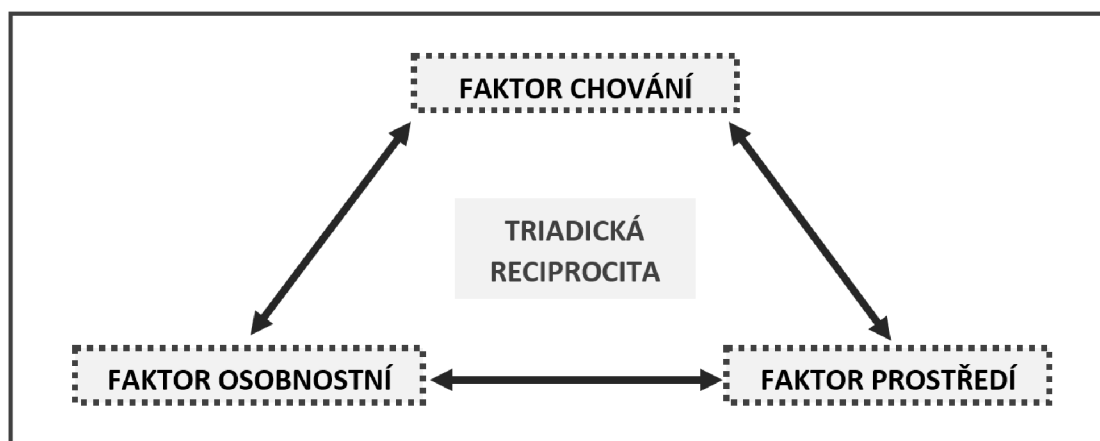 FAKTOR CHOVÁNÍ
TRIADICKÁ
RECIPROCITA
FAKTOR OSOBNOSTNÍ
FAKTOR PROSTŘEDÍ